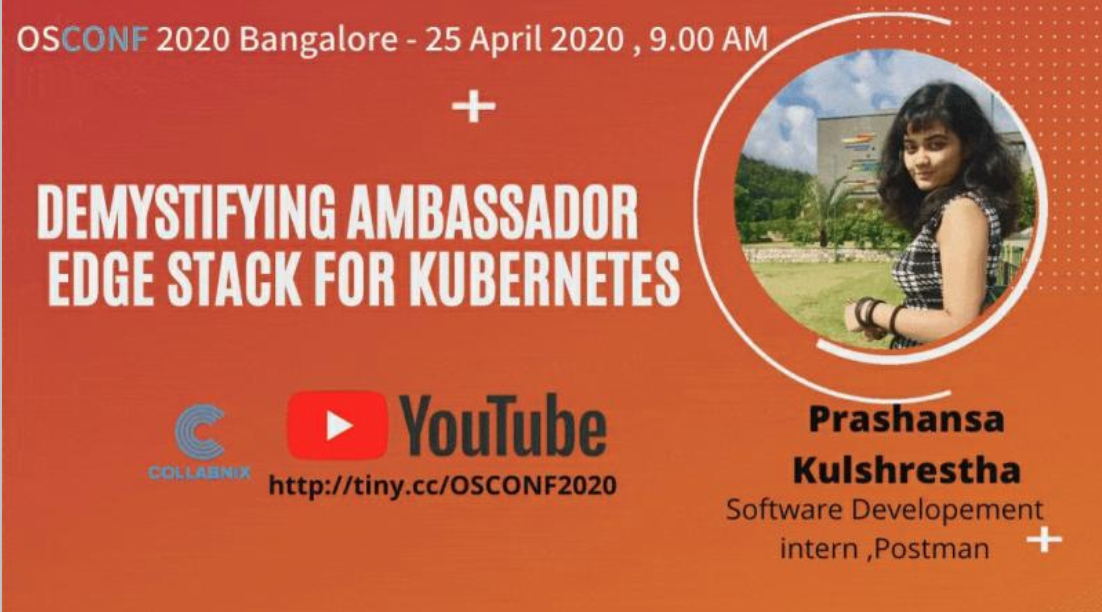 OSCONF 2020 Bangalore - 25 April 2020 , 9.00 AM
DEMYSTIFYING AMBASSADOR
EDGE STACK FOR KUBERNETES
COLLABNIX
YouTube
http://tiny.cc/OSCONF2020
Prashansa
Kulshrestha
Software Developement
intern ,Postman